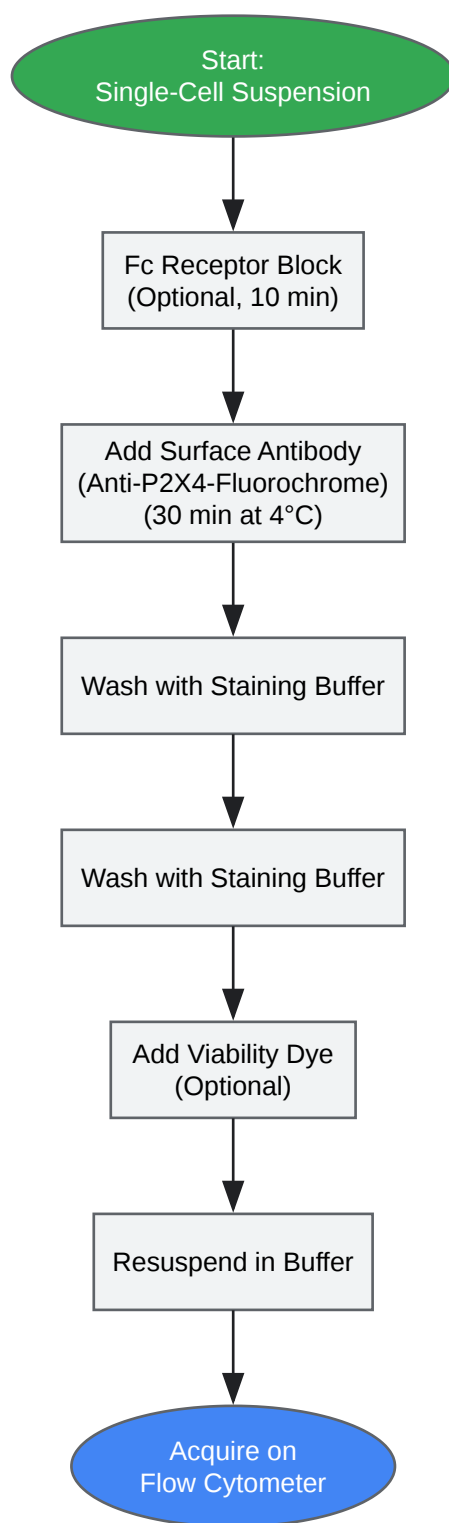 Start:
Single-Cell Suspension
Fc Receptor Block
(Optional, 10 min)
Add Surface Antibody
(Anti-P2X4-Fluorochrome)
(30 min at 4°C)
Wash with Staining Buffer
Wash with Staining Buffer
Add Viability Dye
(Optional)
Resuspend in Buffer
Acquire on
Flow Cytometer